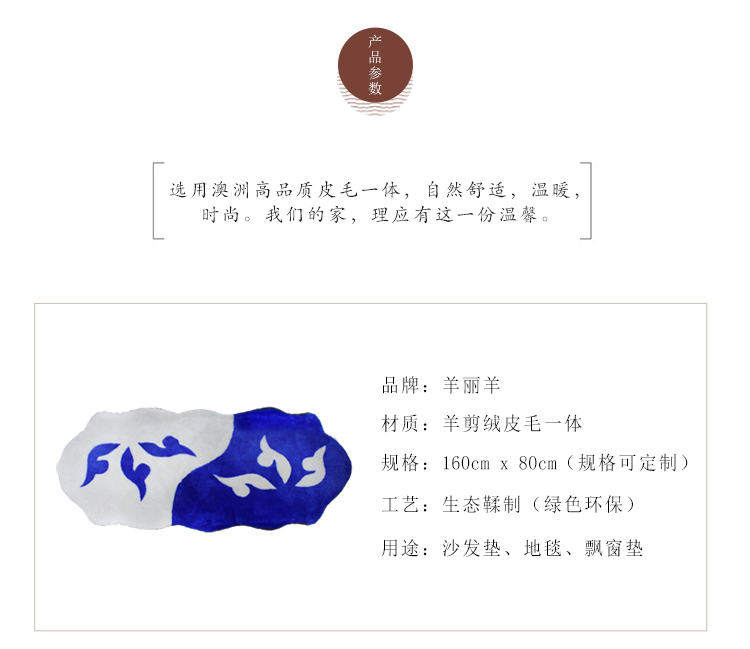 产品参数
选用澳洲高品质皮毛一体，自然舒适，温暖，
时尚。我们的家，理应有这一份温馨。
品牌：羊丽羊
材质：羊剪绒皮毛一体
规格：160cm x 80cm（规格可定制）
工艺：生态鞣制（绿色环保）
用途：沙发垫、地毯、飘窗垫